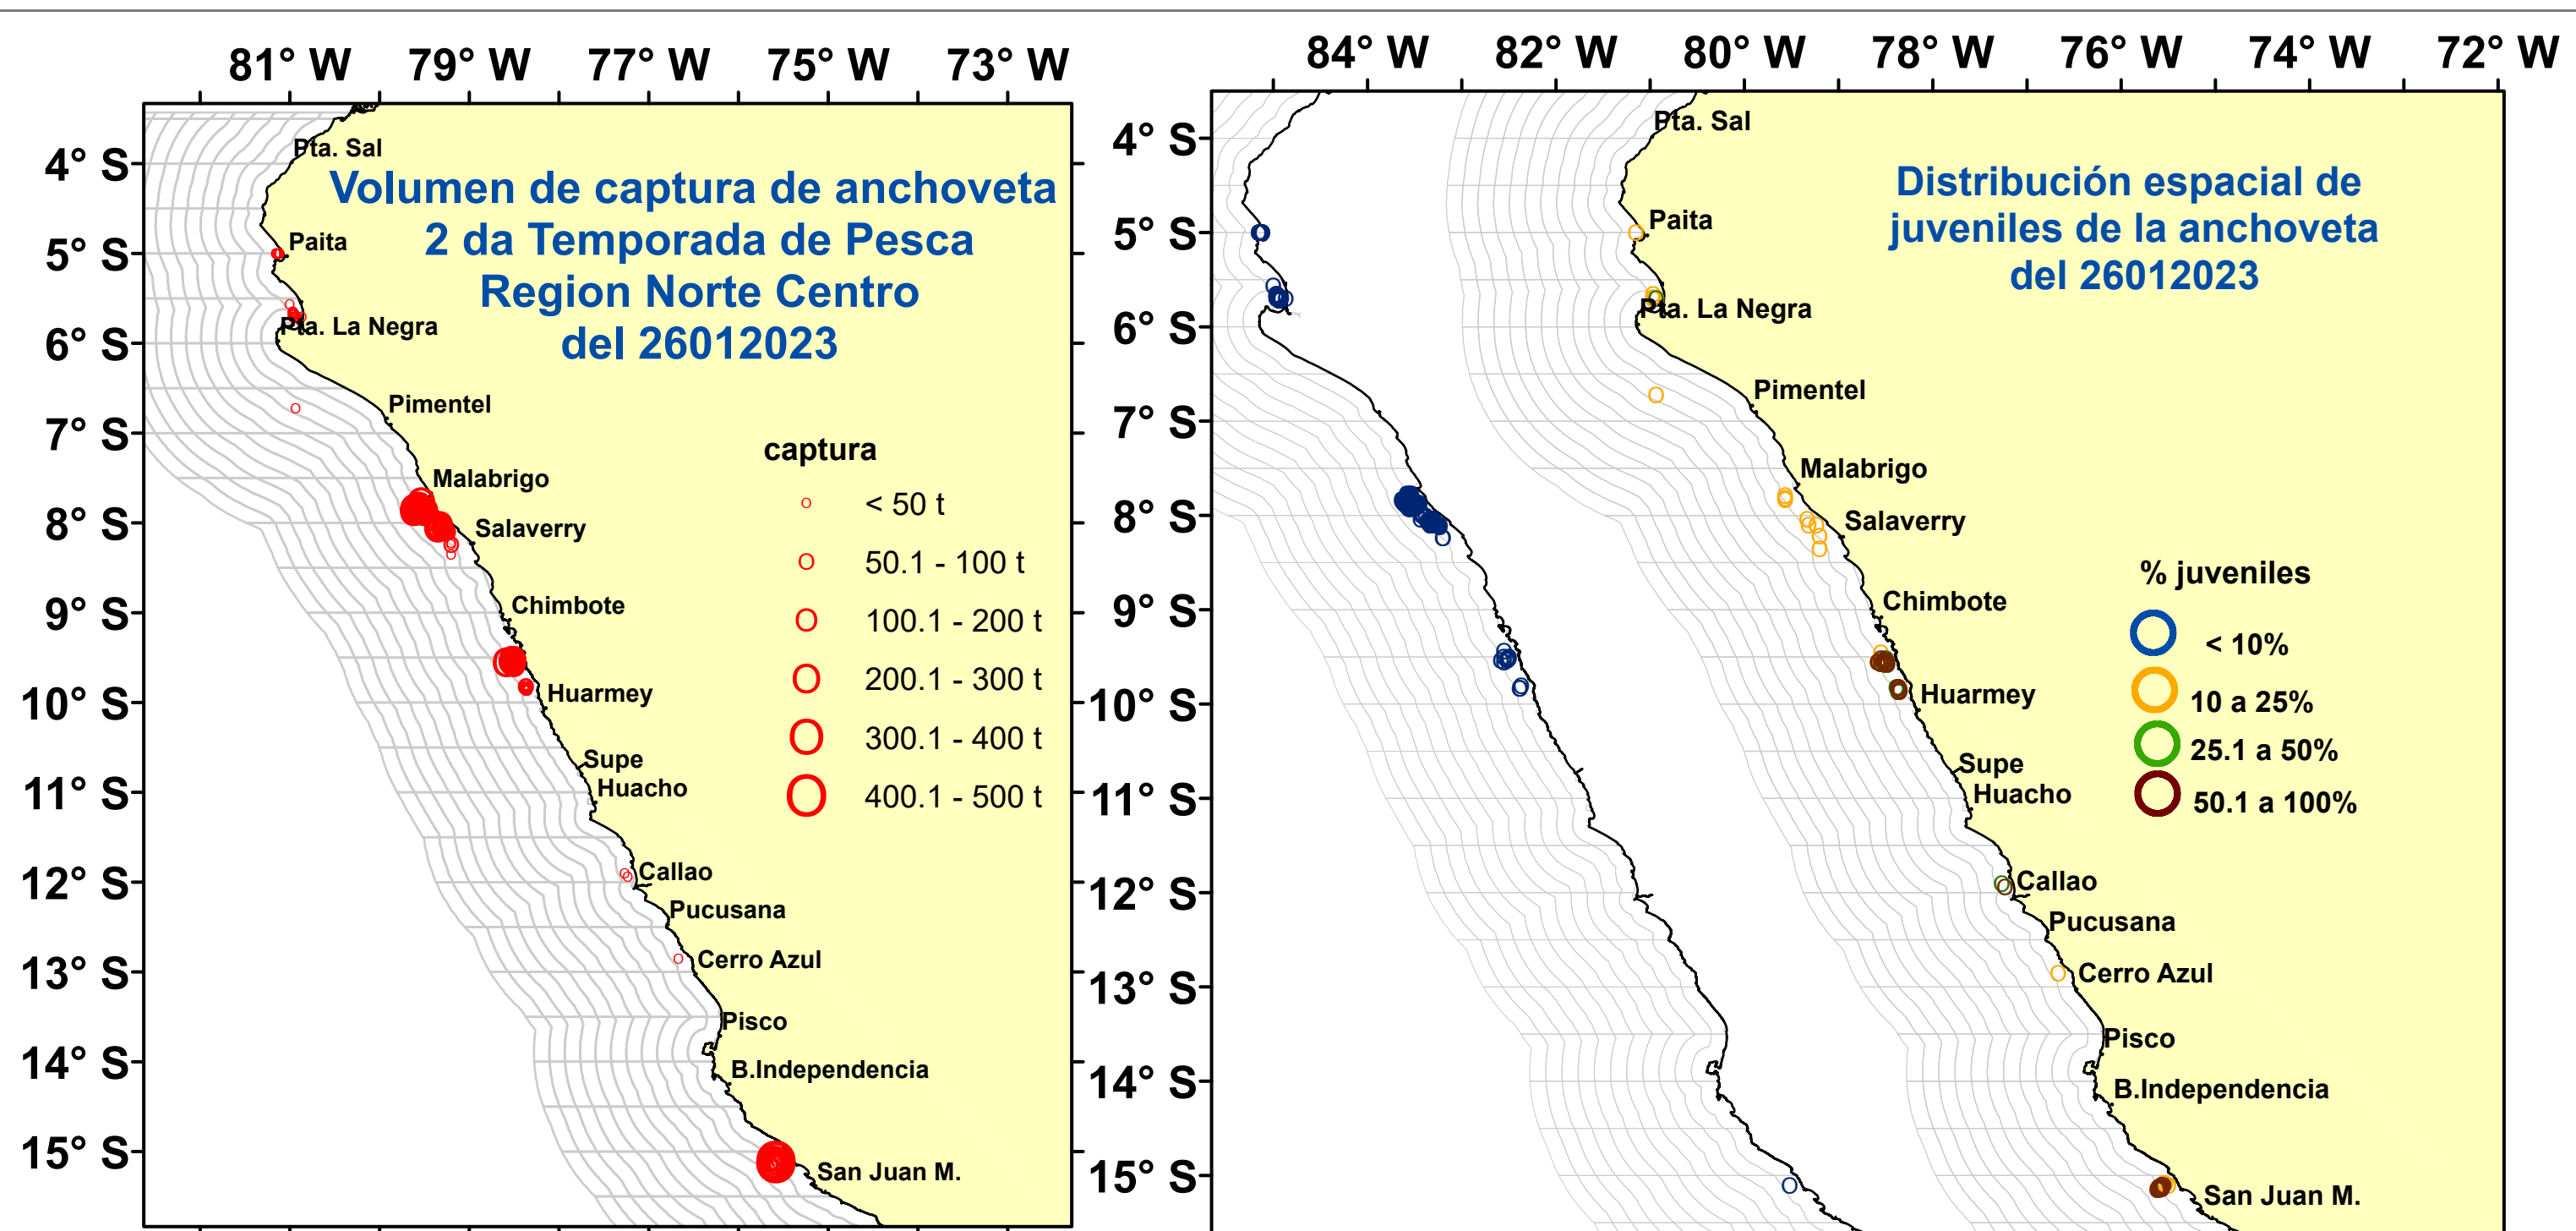 81° W 79° W 77° W 75° W 73° W
4° S
5° S
6° S
7° S
8° S
9° S
10° S
11° S
12° S
13° S
14° S
15° S
Volumen de captura de anchoveta
2 da Temporada de Pesca
Region Norte Centro
del 26012023
Pta. Sal
Paita
Pta. La Negra
Pimentel
Malabrigo
Salaverry
Chimbote
Huarmey
Supe
Huacho
Callao
Pucusana
Cerro Azul
Pisco
B.Independencia
San Juan M.
captura
< 50 t
50.1 - 100 t
100.1 - 200 t
200.1 - 300 t
300.1 - 400 t
400.1 - 500 t
84° W 82° W 80° W 78° W 76° W 74° W 72° W
4° S
5° S
6° S
7° S
8° S
9° S
10° S
11° S
12° S
13° S
14° S
15° S
Distribución espacial de
juveniles de la anchoveta
del 26012023
Pta. Sal
Paita
Pta. La Negra
Pimentel
Malabrigo
Salaverry
Chimbote
Huarmey
Supe
Huacho
Callao
Pucusana
Cerro Azul
Pisco
B.Independencia
San Juan M.
% juveniles
< 10%
10 a 25%
25.1 a 50%
50.1 a 100%